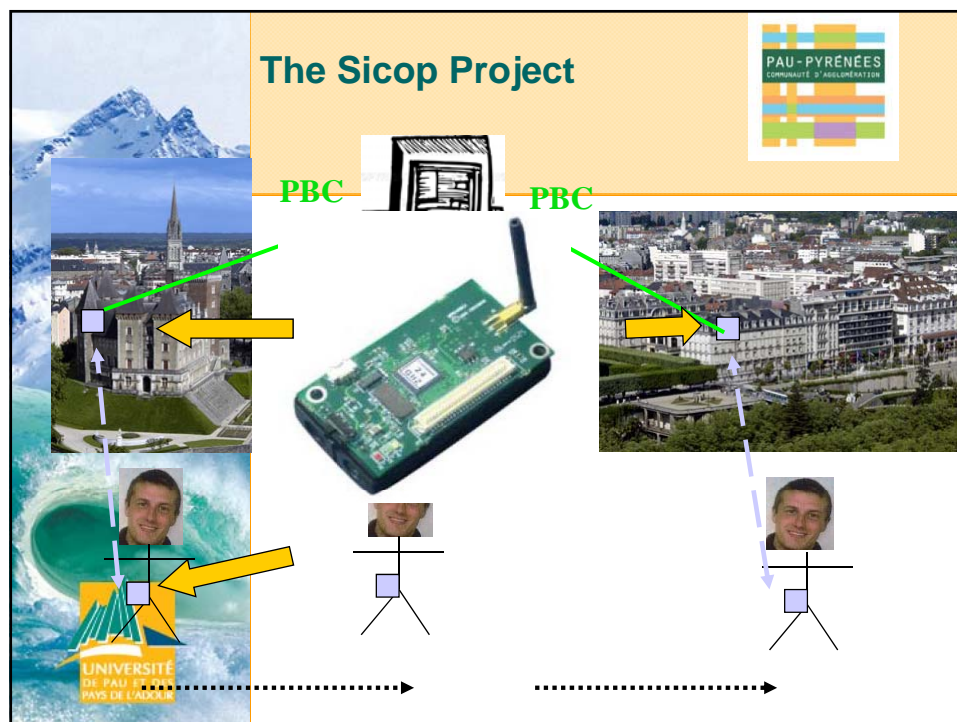 The Sicop Project
PAU-PYRÉNÉES
COMMUNAUTÉ D'AGGLOMÉRATION
PBC
PBC
UNIVERSITÉ
DE PAU ET DES
PAYS DE L'ADOUR